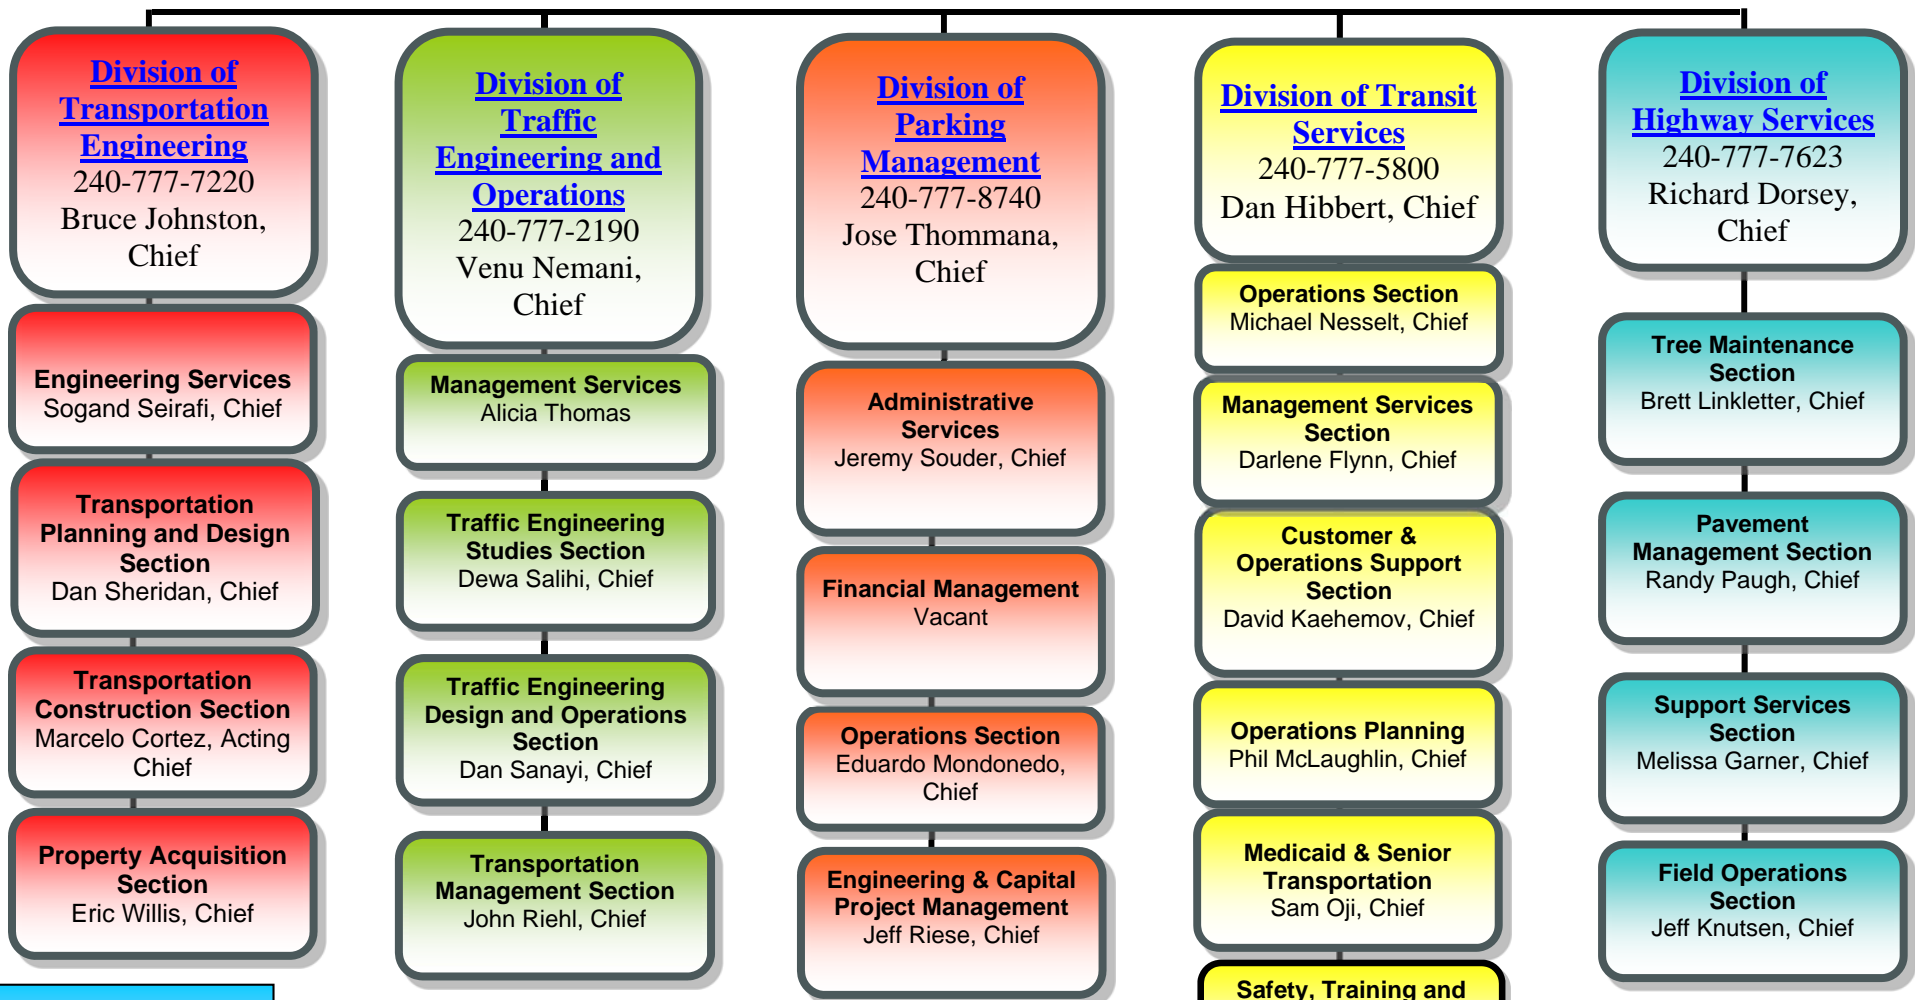 Division of
Transportation
Engineering
240-777-7220
Bruce Johnston,
Chief
Engineering Services
Sogand Seirafi, Chief
Transportation
Planning and Design
Section
Dan Sheridan, Chief
Transportation
Construction Section
Marcelo Cortez, Acting
Chief
Property Acquisition
Section
Eric Willis, Chief
Division of
Traffic
Engineering and
Operations
240-777-2190
Venu Nemani,
Chief
Management Services
Alicia Thomas
Traffic Engineering
Studies Section
Dewa Salihi, Chief
Traffic Engineering
Design and Operations
Section
Dan Sanayi, Chief
Transportation
Management Section
John Riehl, Chief
Division of
Parking
Management
240-777-8740
Jose Thommana,
Chief
Administrative
Services
Jeremy Souder, Chief
Financial Management
Vacant
Operations Section
Eduardo Mondonedo,
Chief
Engineering & Capital
Project Management
Jeff Riese, Chief
Division of Transit
Services
240-777-5800
Dan Hibbert, Chief
Operations Section
Michael Nesselt, Chief
Management Services
Section
Darlene Flynn, Chief
Customer &
Operations Support
Section
David Kaehemov, Chief
Operations Planning
Phil McLaughlin, Chief
Medicaid & Senior
Transportation
Sam Oji, Chief
Safety, Training and
Division of
Highway Services
240-777-7623
Richard Dorsey,
Chief
Tree Maintenance
Section
Brett Linkletter, Chief
Pavement
Management Section
Randy Paugh, Chief
Support Services
Section
Melissa Garner, Chief
Field Operations
Section
Jeff Knutsen, Chief